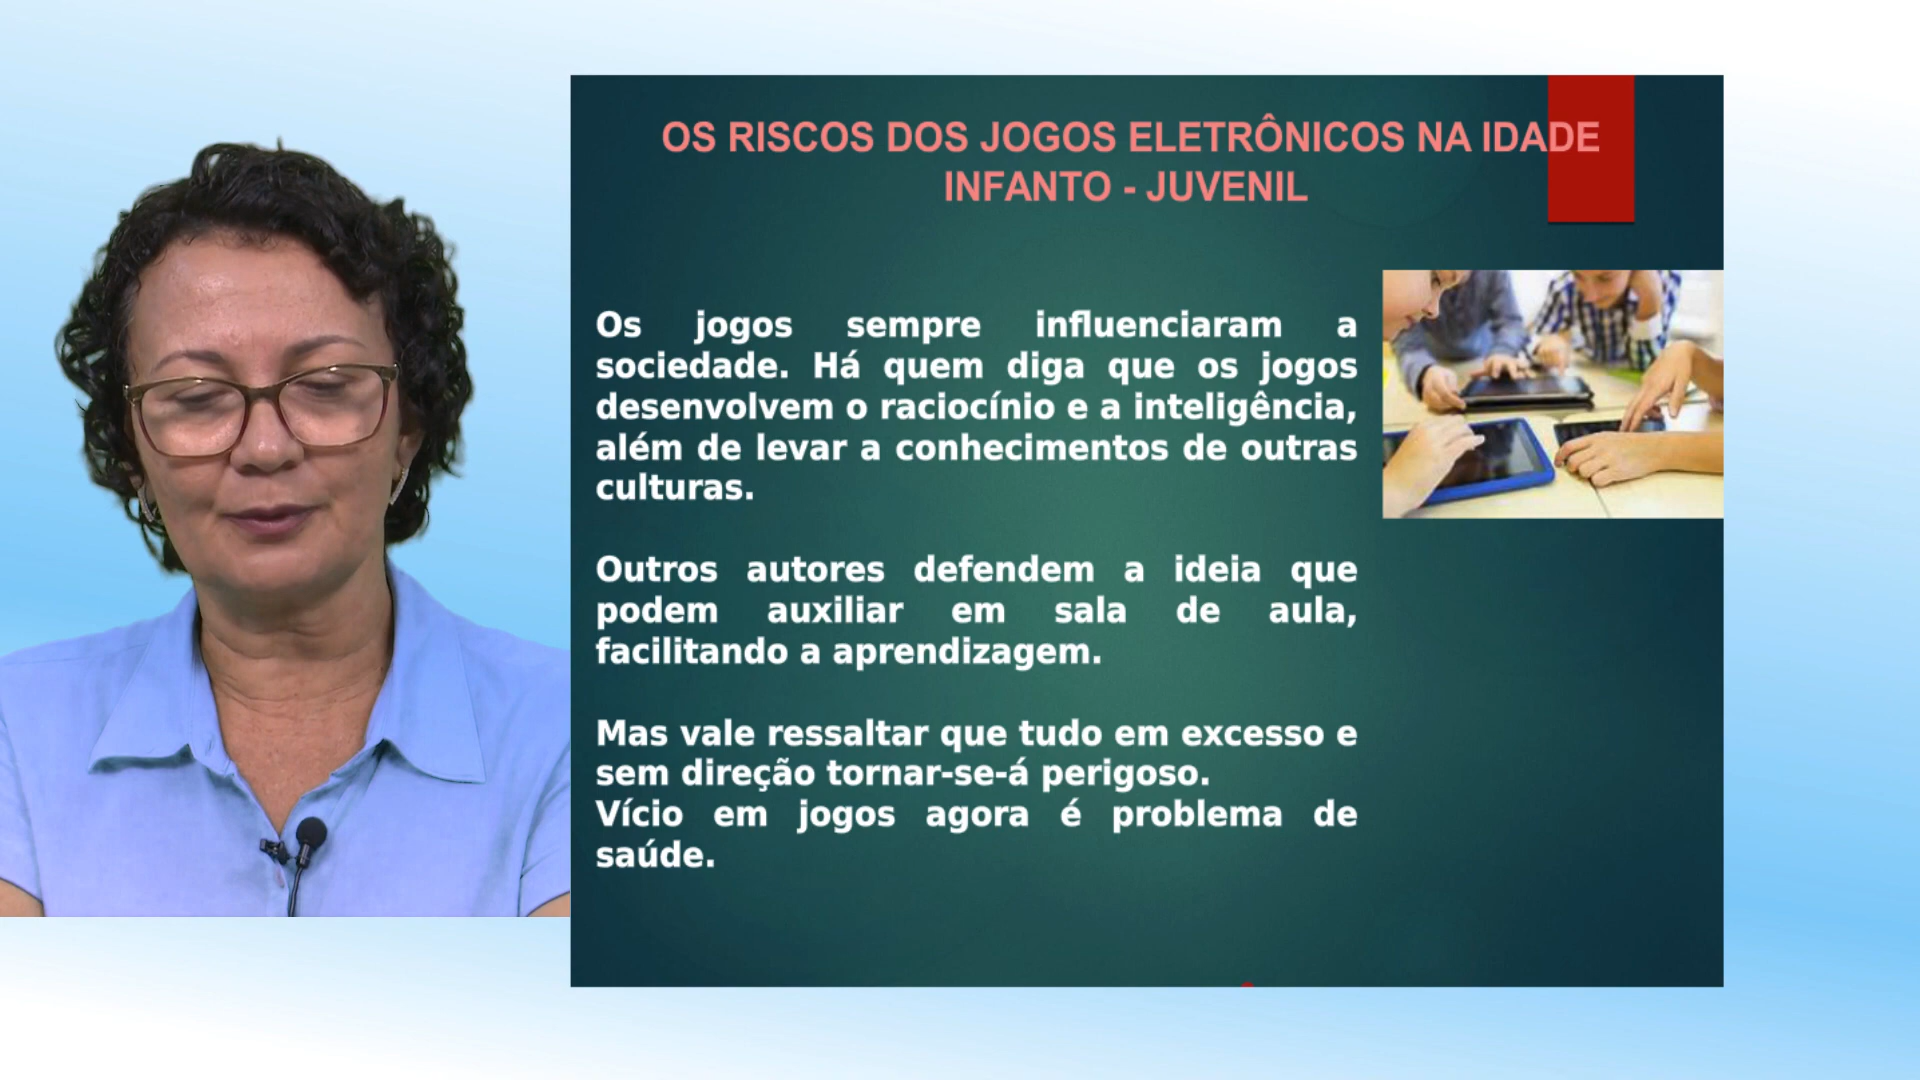 OS RISCOS DOS JOGOS ELETRÔNICOS NA IDADE
INFANTO - JUVENIL
Os jogos sempre influenciaram a
sociedade. Há quem diga que os jogos
desenvolvem o raciocínio e a inteligência,
além de levar a conhecimentos de outras
culturas.
Outros autores defendem a ideia que
podem auxiliar em sala de aula,
facilitando a aprendizagem.
Mas vale ressaltar que tudo em excesso e
sem direção tornar-se-á perigoso.
Vício em jogos agora é problema de
saúde.